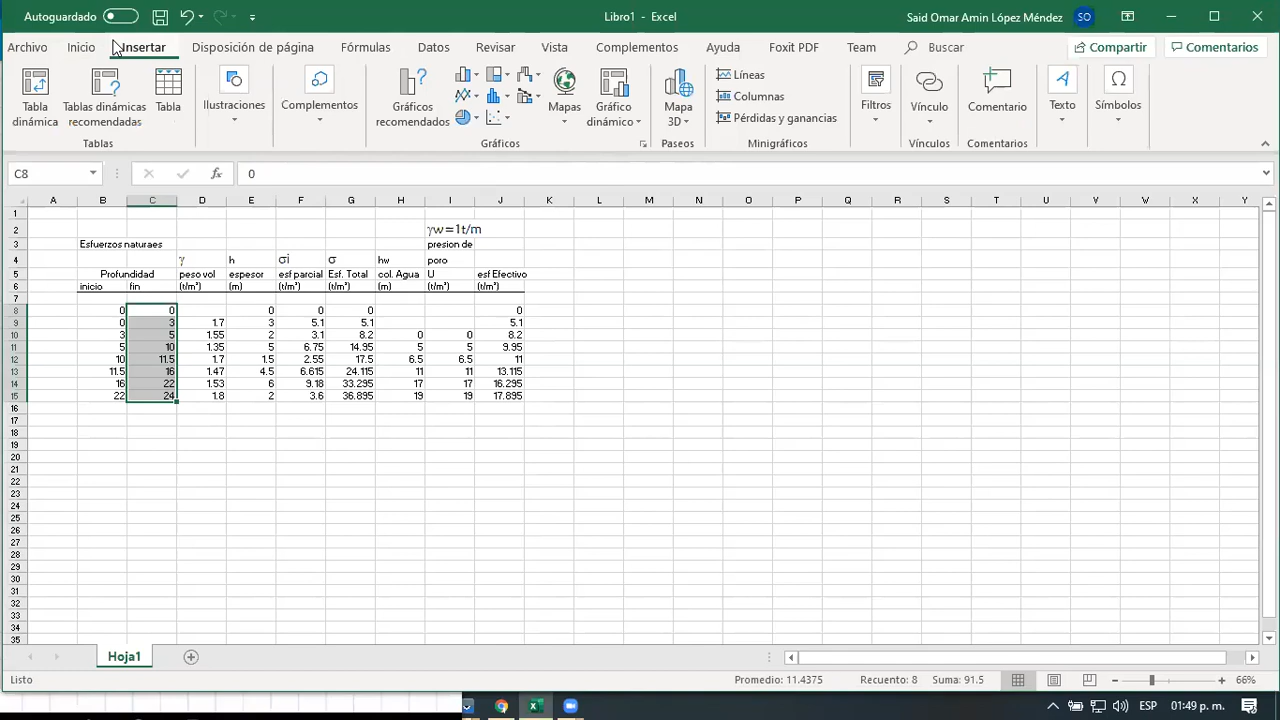 Autoguardado
Libro1 - Excel
Said Omar Amin López Méndez
SO
Archivo Inicio Insertar Disposición de página Fórmulas Datos Revisar Vista Complementos Ayuda Foxit PDF Team Buscar Compartir Comentarios
Tabla dinámica
Tablas dinámicas recomendadas
Tabla
Ilustraciones
Complementos
Gráficos recomendados
Mapas
Gráfico dinámico
Mapa 3D
Líneas
Columnas
Pérdidas y ganancias
Filtros
Vínculo
Comentario
Texto
Símbolos
Tablas Gráficos Paseos Minigráficos Vínculos Comentarios
C8 fx 0
A B C D E F G H I J K L M N O P Q R S T U V W X Y
1
2 γw=1t/m
3 Esfuerzos naturaes presion de
4 γ h σi σ hw poro
5 Profundidad peso vol espesor esf parcial Esf. Total col. Agua U esf Efectivo
6 inicio fin (t/m³) (m) (t/m²) (t/m²) (m) (t/m²) (t/m²)
7
8 0 0 0 0 0 0
9 0 3 1.7 3 5.1 5.1 5.1
10 3 5 1.55 2 3.1 8.2 0 0 8.2
11 5 10 1.35 5 6.75 14.95 5 5 9.95
12 10 11.5 1.7 1.5 2.55 17.5 6.5 6.5 11
13 11.5 16 1.47 4.5 6.615 24.115 11 11 13.115
14 16 22 1.53 6 9.18 33.295 17 17 16.295
15 22 24 1.8 2 3.6 36.895 19 19 17.895
16
17
18
19
20
21
22
23
24
25
26
27
28
29
30
31
32
33
34
35
Hoja1
Listo Promedio: 11.4375 Recuento: 8 Suma: 91.5 66%
ESP 01:49 p. m.